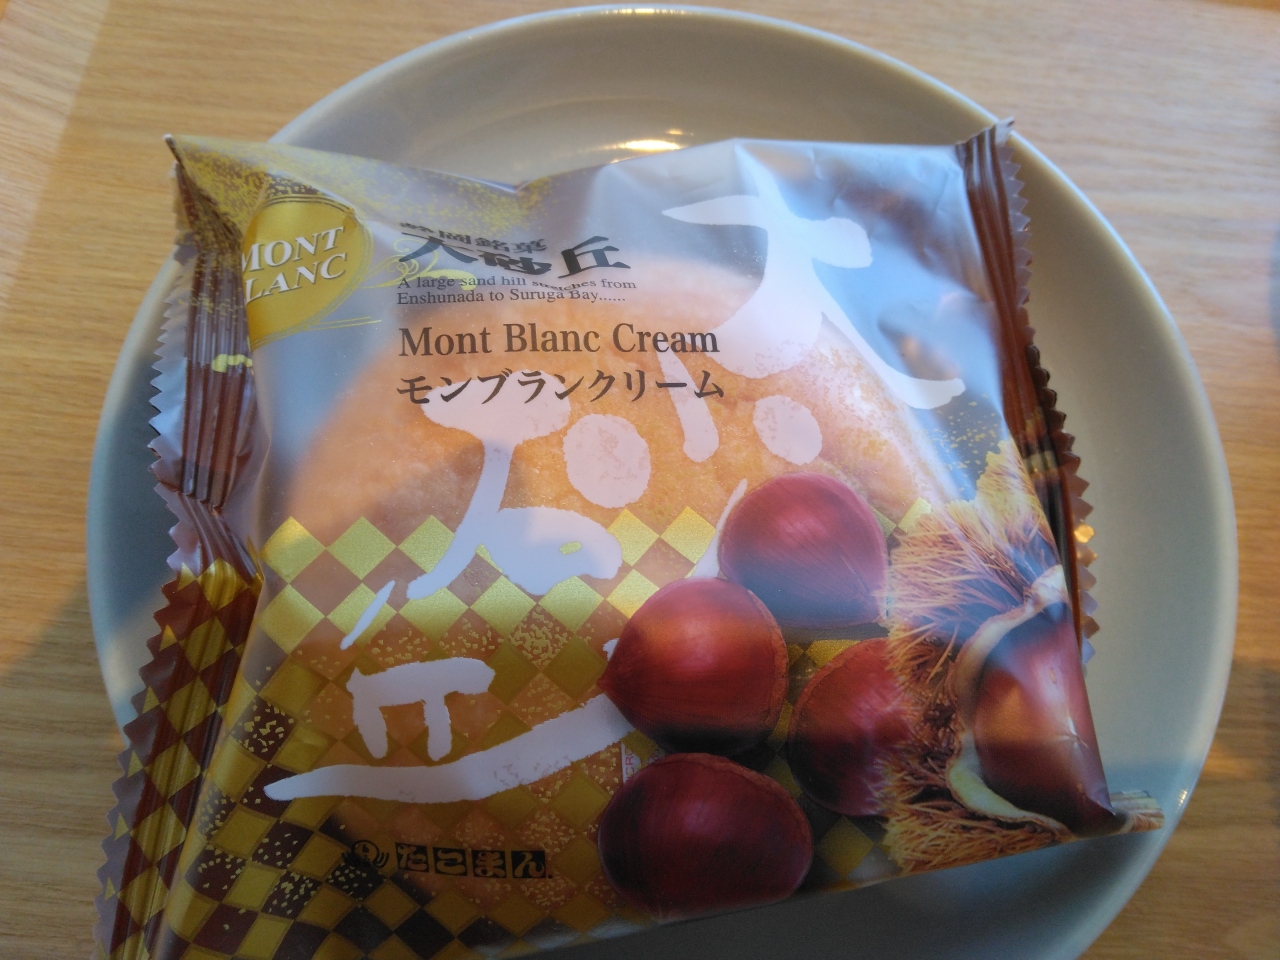 MONT
BLANC
静岡銘菓
大砂丘
A large sand hill stretches from
Enshunada to Suruga Bay......
Mont Blanc Cream
モンブランクリーム
大砂丘
たこまん